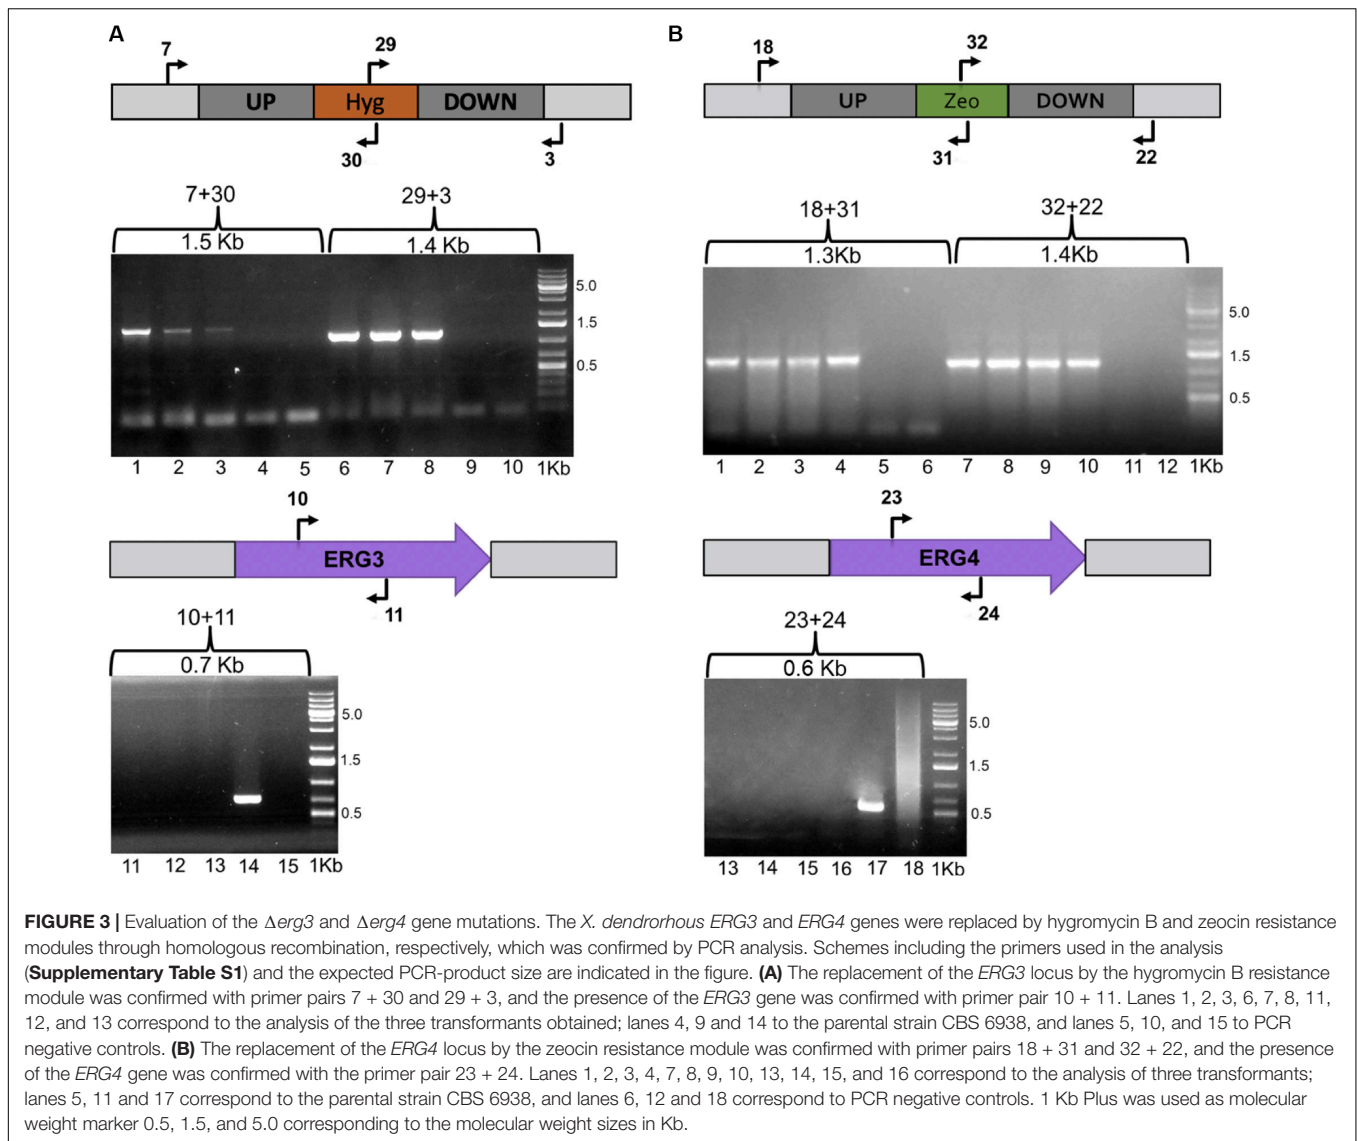 A
7
29
UP Hyg DOWN
30
3
7+30 29+3
1.5 Kb 1.4 Kb
5.0
1.5
0.5
1 2 3 4 5 6 7 8 9 10 1Kb
10
ERG3
11
10+11
0.7 Kb
5.0
1.5
0.5
11 12 13 14 15 1Kb
B
18
32
UP Zeo DOWN
31
22
18+31 32+22
1.3Kb 1.4Kb
5.0
1.5
0.5
1 2 3 4 5 6 7 8 9 10 11 12 1Kb
23
ERG4
24
23+24
0.6 Kb
5.0
1.5
0.5
13 14 15 16 17 18 1Kb
FIGURE 3 | Evaluation of the Δerg3 and Δerg4 gene mutations. The X. dendrorhous ERG3 and ERG4 genes were replaced by hygromycin B and zeocin resistance
modules through homologous recombination, respectively, which was confirmed by PCR analysis. Schemes including the primers used in the analysis
(Supplementary Table S1) and the expected PCR-product size are indicated in the figure. (A) The replacement of the ERG3 locus by the hygromycin B resistance
module was confirmed with primer pairs 7 + 30 and 29 + 3, and the presence of the ERG3 gene was confirmed with primer pair 10 + 11. Lanes 1, 2, 3, 6, 7, 8, 11,
12, and 13 correspond to the analysis of the three transformants obtained; lanes 4, 9 and 14 to the parental strain CBS 6938, and lanes 5, 10, and 15 to PCR
negative controls. (B) The replacement of the ERG4 locus by the zeocin resistance module was confirmed with primer pairs 18 + 31 and 32 + 22, and the presence
of the ERG4 gene was confirmed with the primer pair 23 + 24. Lanes 1, 2, 3, 4, 7, 8, 9, 10, 13, 14, 15, and 16 correspond to the analysis of three transformants;
lanes 5, 11 and 17 correspond to the parental strain CBS 6938, and lanes 6, 12 and 18 correspond to PCR negative controls. 1 Kb Plus was used as molecular
weight marker 0.5, 1.5, and 5.0 corresponding to the molecular weight sizes in Kb.